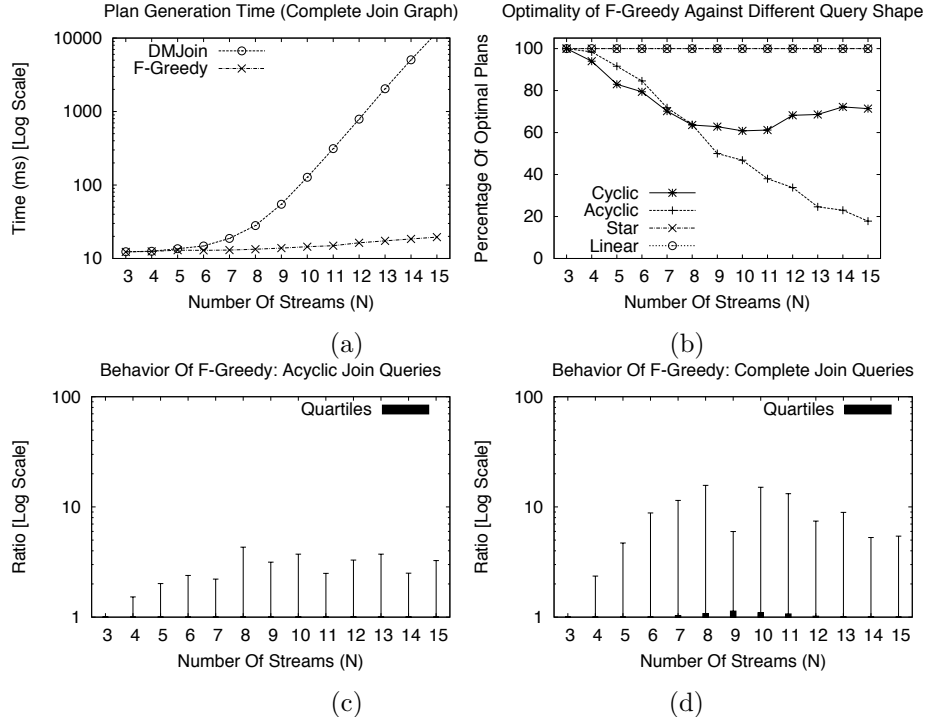 Plan Generation Time (Complete Join Graph)
10000
1000
100
10
Time (ms) [Log Scale]
DMJoin
F-Greedy
3 4 5 6 7 8 9 10 11 12 13 14 15
Number Of Streams (N)
(a)
Optimality of F-Greedy Against Different Query Shape
100
80
60
40
20
0
Percentage Of Optimal Plans
Cyclic
Acyclic
Star
Linear
3 4 5 6 7 8 9 10 11 12 13 14 15
Number Of Streams (N)
(b)
Behavior Of F-Greedy: Acyclic Join Queries
100
10
1
Ratio [Log Scale]
Quartiles
3 4 5 6 7 8 9 10 11 12 13 14 15
Number Of Streams (N)
(c)
Behavior Of F-Greedy: Complete Join Queries
100
10
1
Ratio [Log Scale]
Quartiles
3 4 5 6 7 8 9 10 11 12 13 14 15
Number Of Streams (N)
(d)